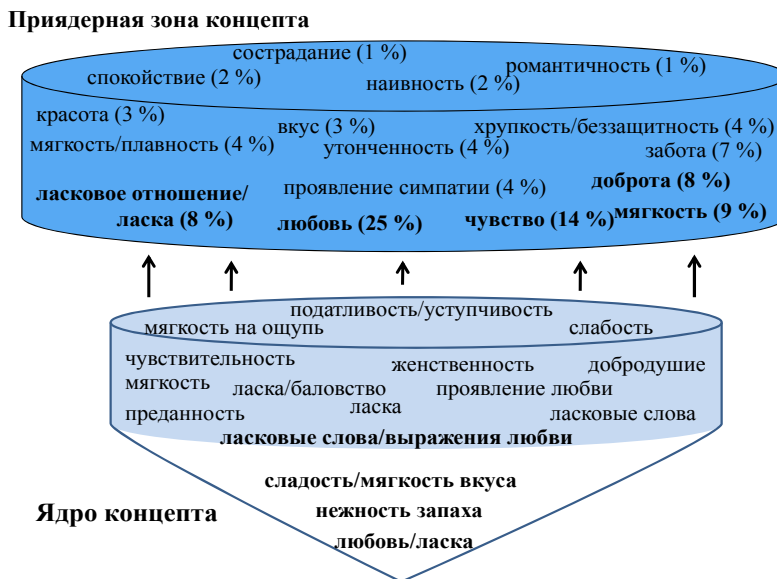 Приядерная зона концепта
сострадание (1 %)
романтичность (1 %)
спокойствие (2 %)
наивность (2 %)
красота (3 %)
вкус (3 %)
хрупкость/беззащитность (4 %)
мягкость/плавность (4 %)
утонченность (4 %)
забота (7 %)
ласковое отношение/
ласка (8 %)
проявление симпатии (4 %)
доброта (8 %)
любовь (25 %)
чувство (14 %)
мягкость (9 %)
податливость/уступчивость
мягкость на ощупь
слабость
чувствительность
женственность
добродушие
мягкость
ласка/баловство
проявление любви
преданность
ласка
ласковые слова
ласковые слова/выражения любви
сладость/мягкость вкуса
Ядро концепта
нежность запаха
любовь/ласка